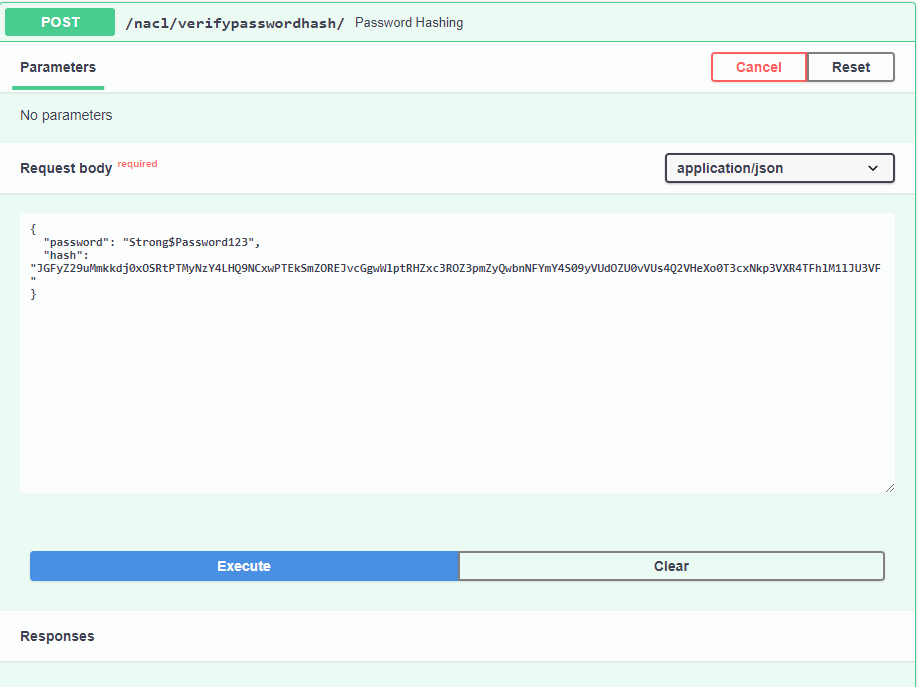 POST /nacl/verifypasswordhash/ Password Hashing
Parameters Cancel Reset
No parameters
Request body required application/json
{
"password": "Strong$Password123",
"hash":
"JGFyZ29uMmkkdj0xOSRtPTMyNzY4LHQ9NCxwPTEkSmZOREJvcGgwWlptRHZxc3ROZ3pmZyQwbnNFYmY4S09yVUdOZU0vVUs4Q2VHeXo0T3cxNkp3VXR4TFhlM1lJU3VF
"
}
Execute Clear
Responses